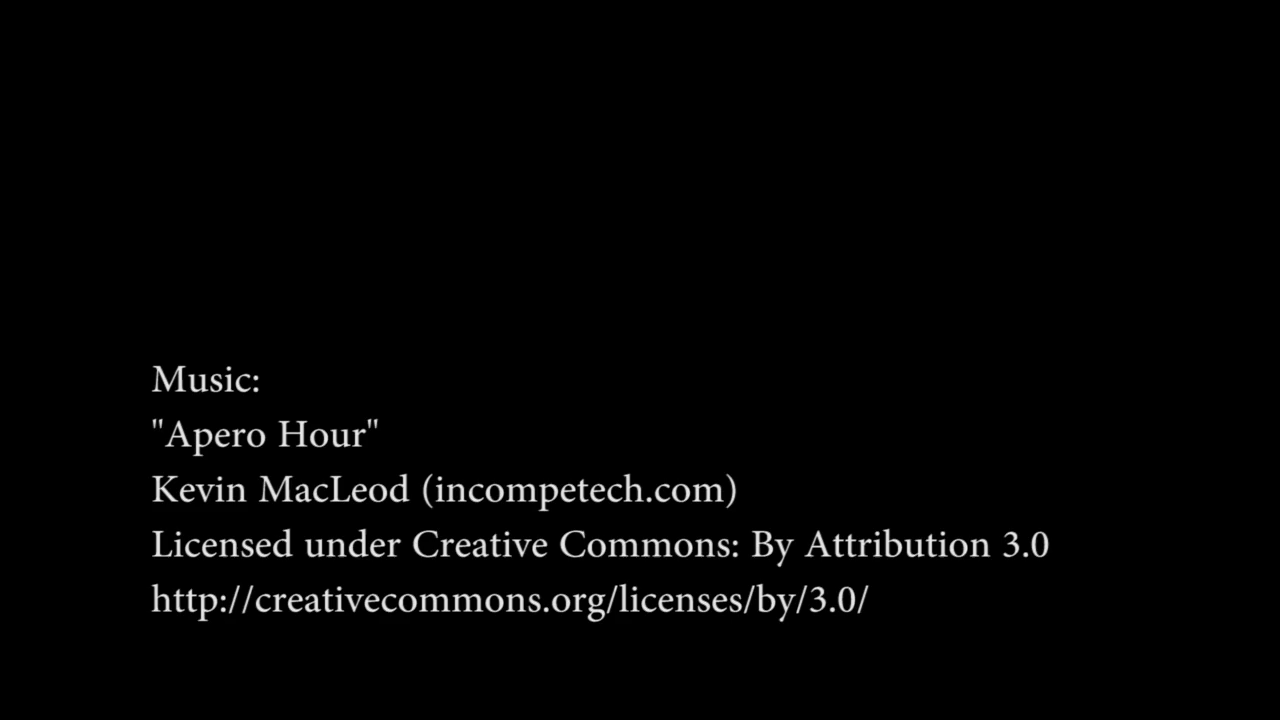 Music:
"Apero Hour"
Kevin MacLeod (incompetech.com)
Licensed under Creative Commons: By Attribution 3.0
http://creativecommons.org/licenses/by/3.0/